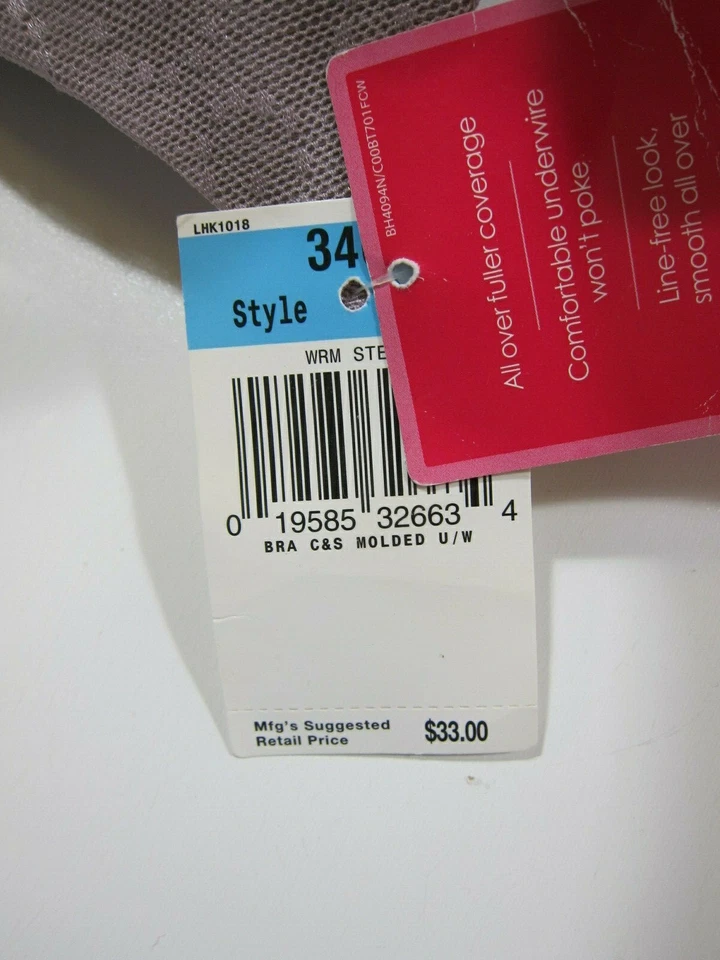 LHK1018
34
Style
WRM STE
0 19585 32663 4
BRA C&S MOLDED U/W
Mfg's Suggested
Retail Price $33.00
BH4094N/C00BT701FCW
All over fuller coverage
Comfortable underwire
won't poke
Line-free look,
smooth all over